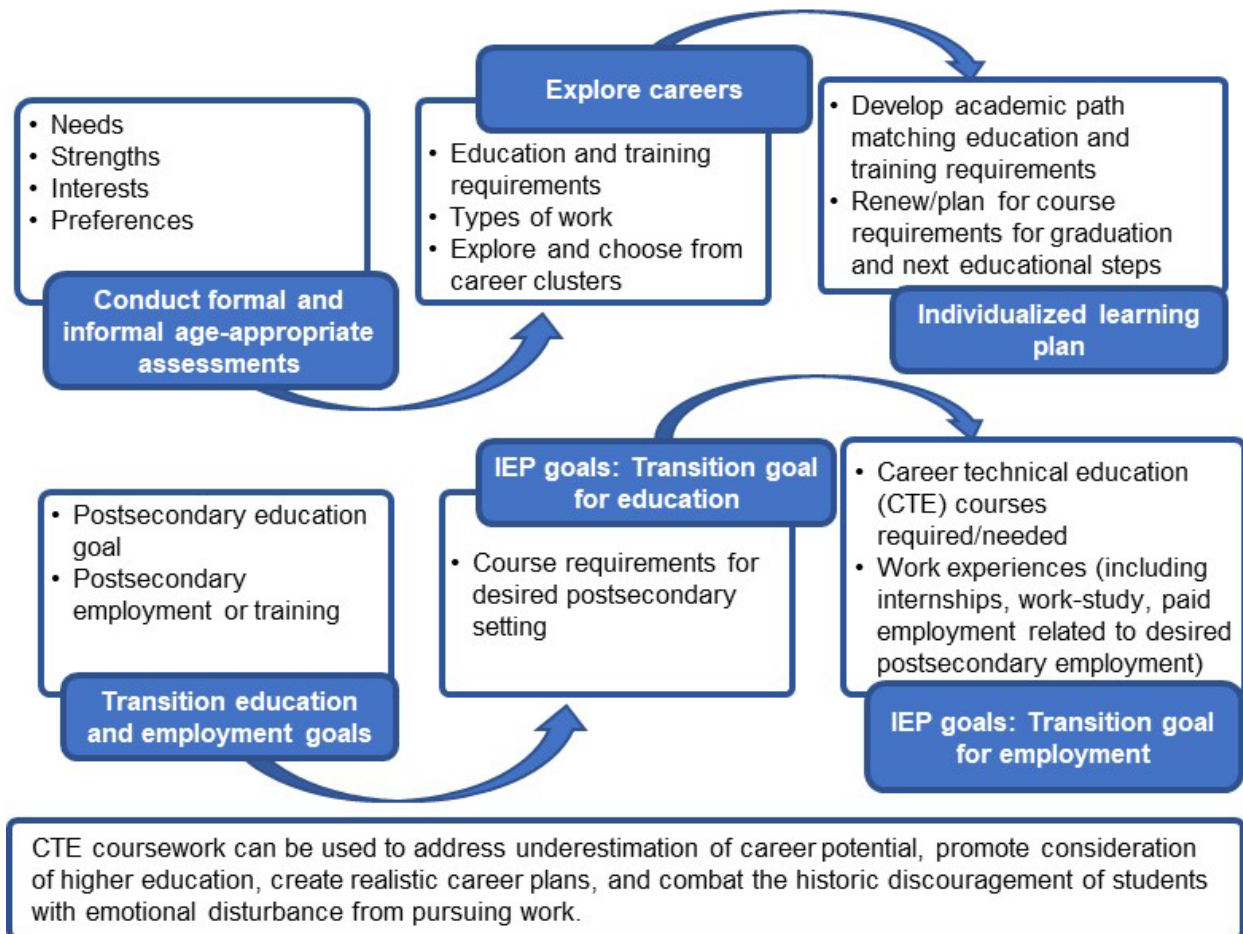 • Needs
• Strengths
• Interests
• Preferences
Conduct formal and
informal age-appropriate
assessments
Explore careers
• Education and training
requirements
• Types of work
• Explore and choose from
career clusters
• Develop academic path
matching education and
training requirements
• Renew/plan for course
requirements for graduation
and next educational steps
Individualized learning
plan
• Postsecondary education
goal
• Postsecondary
employment or training
Transition education
and employment goals
IEP goals: Transition goal
for education
• Course requirements for
desired postsecondary
setting
• Career technical education
(CTE) courses
required/needed
• Work experiences (including
internships, work-study, paid
employment related to desired
postsecondary employment)
IEP goals: Transition goal
for employment
CTE coursework can be used to address underestimation of career potential, promote consideration
of higher education, create realistic career plans, and combat the historic discouragement of students
with emotional disturbance from pursuing work.